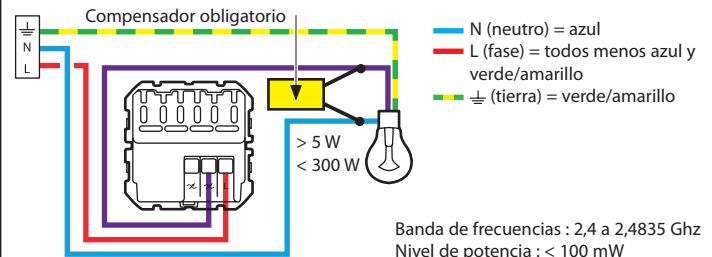 Compensador obligatorio
N
L
> 5 W
< 300 W
L
N (neutro) = azul
L (fase) = todos menos azul y
verde/amarillo
⏚ (tierra) = verde/amarillo
Banda de frecuencias : 2,4 a 2,4835 Ghz
Nivel de potencia : < 100 mW